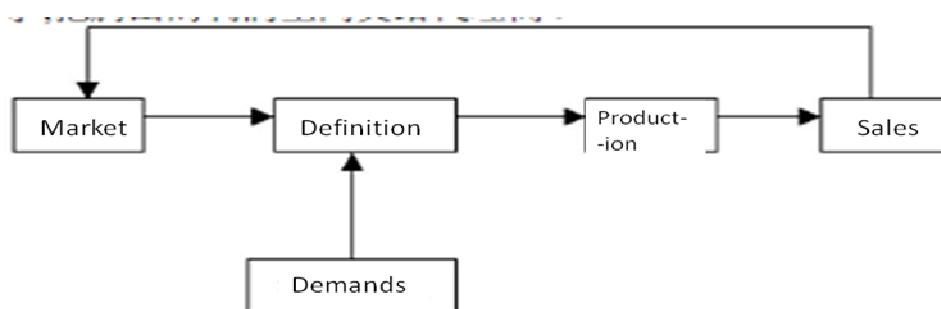 Market
Definition
Product-
-ion
Sales
Demands